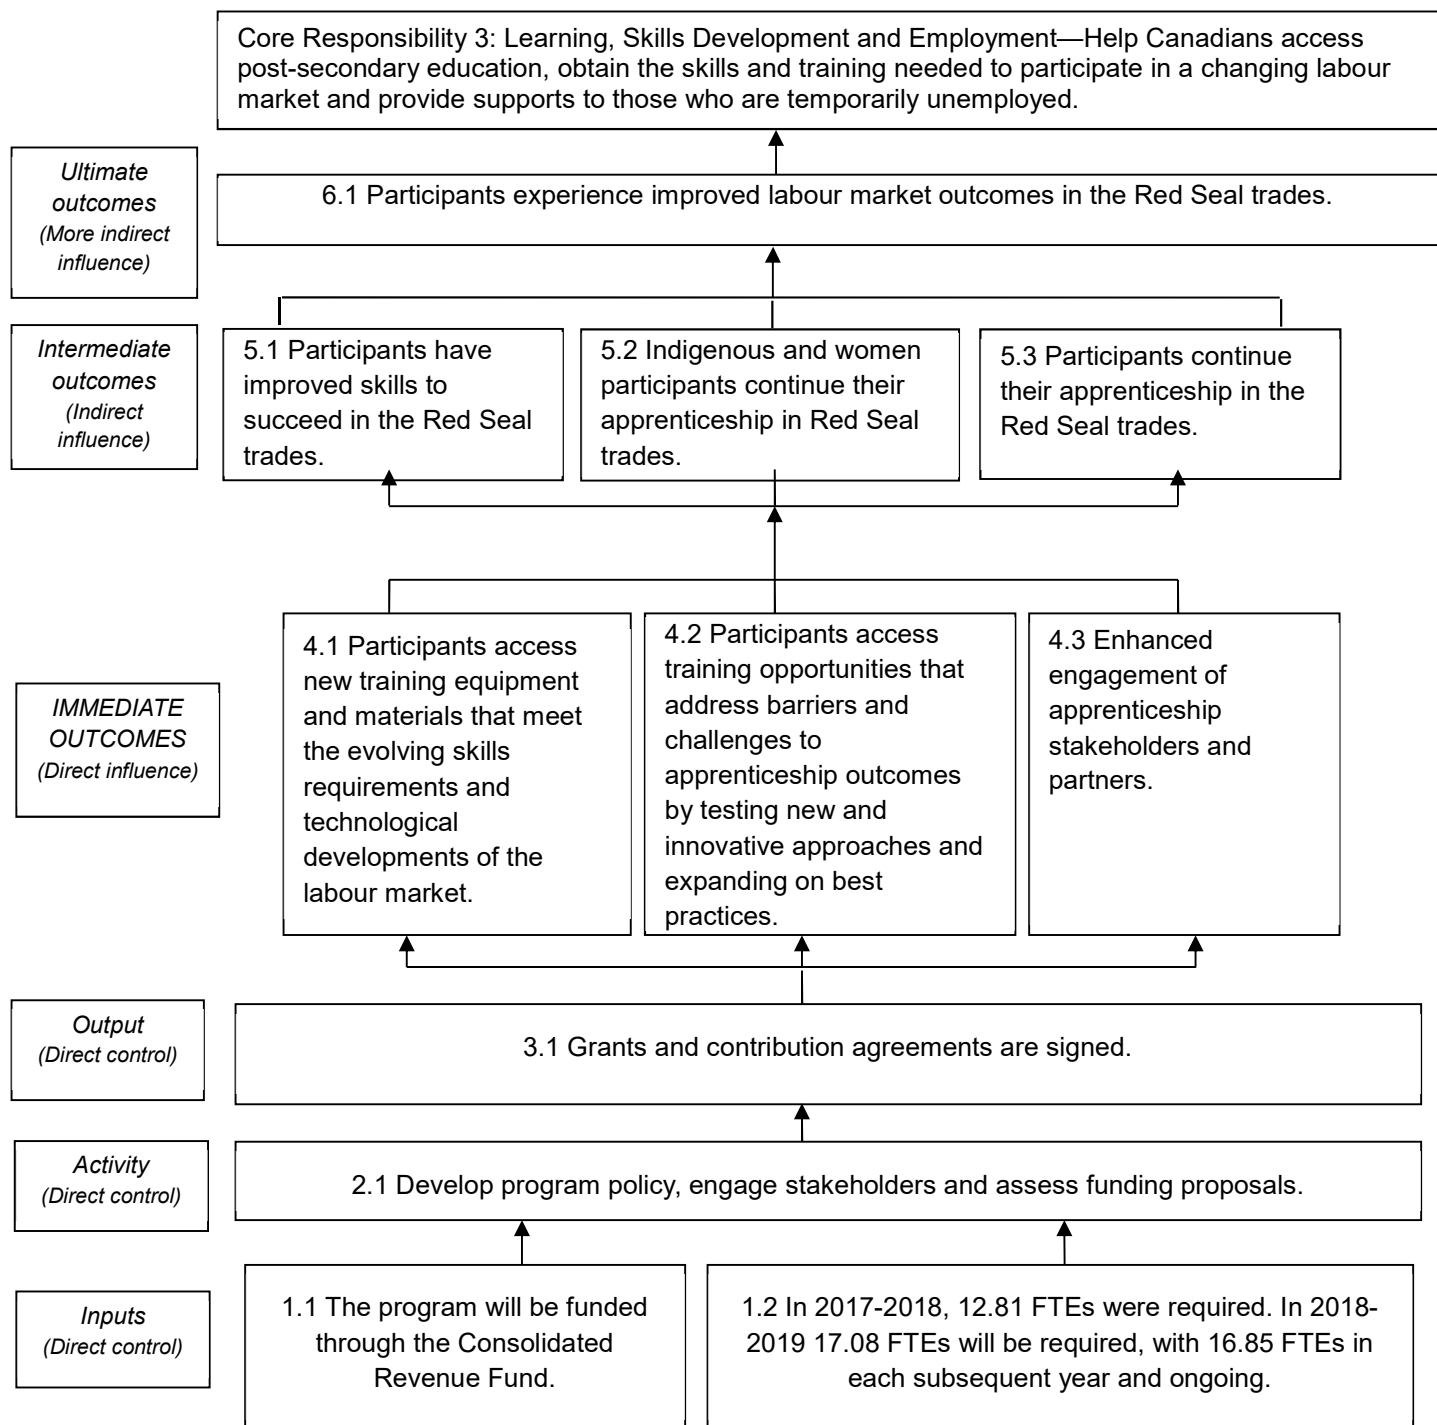 Core Responsibility 3: Learning, Skills Development and Employment—Help Canadians access
post-secondary education, obtain the skills and training needed to participate in a changing labour
market and provide supports to those who are temporarily unemployed.
Ultimate
outcomes
(More indirect
influence)
6.1 Participants experience improved labour market outcomes in the Red Seal trades.
Intermediate
outcomes
(Indirect
influence)
5.1 Participants have
improved skills to
succeed in the Red Seal
trades.
5.2 Indigenous and women
participants continue their
apprenticeship in Red Seal
trades.
5.3 Participants continue
their apprenticeship in the
Red Seal trades.
IMMEDIATE
OUTCOMES
(Direct influence)
4.1 Participants access
new training equipment
and materials that meet
the evolving skills
requirements and
technological
developments of the
labour market.
4.2 Participants access
training opportunities that
address barriers and
challenges to
apprenticeship outcomes
by testing new and
innovative approaches and
expanding on best
practices.
4.3 Enhanced
engagement of
apprenticeship
stakeholders and
partners.
Output
(Direct control)
3.1 Grants and contribution agreements are signed.
Activity
(Direct control)
2.1 Develop program policy, engage stakeholders and assess funding proposals.
Inputs
(Direct control)
1.1 The program will be funded
through the Consolidated
Revenue Fund.
1.2 In 2017-2018, 12.81 FTEs were required. In 2018-
2019 17.08 FTEs will be required, with 16.85 FTEs in
each subsequent year and ongoing.